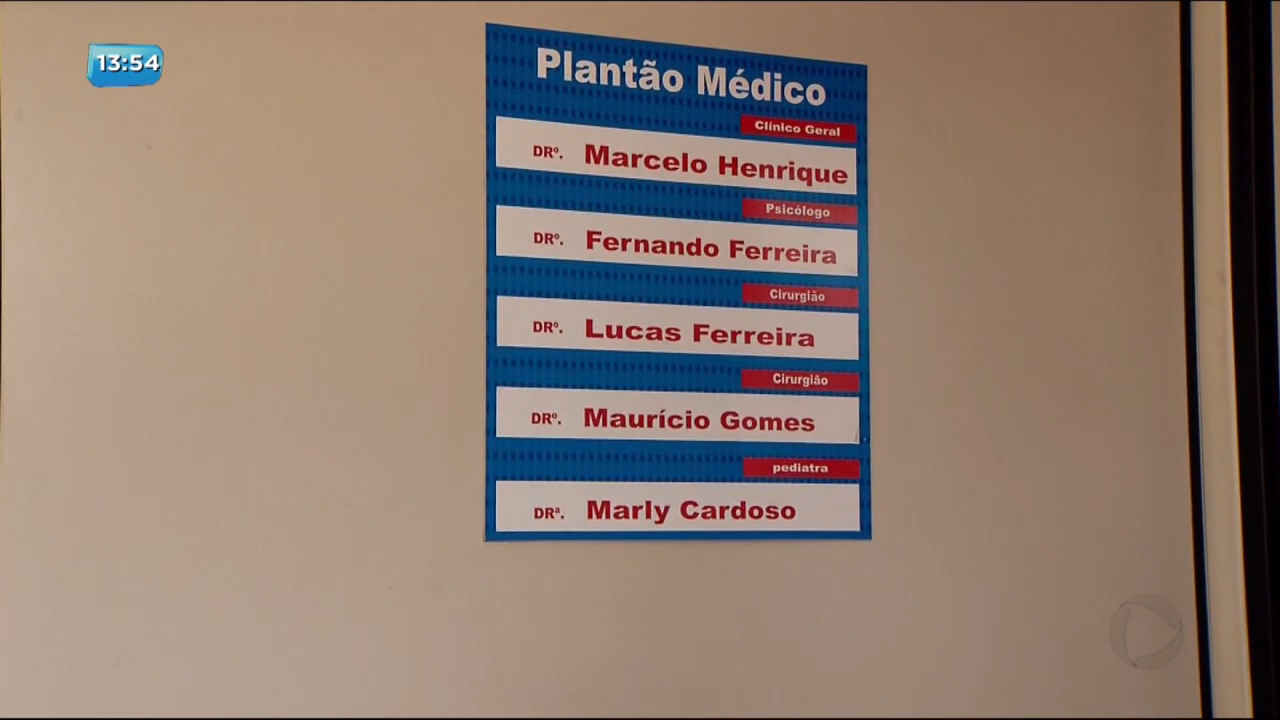 13:54
Plantão Médico
Clínico Geral
DRº. Marcelo Henrique
Psicólogo
DRº. Fernando Ferreira
Cirurgião
DRº. Lucas Ferreira
Cirurgião
DRº. Maurício Gomes
pediatra
DRª. Marly Cardoso